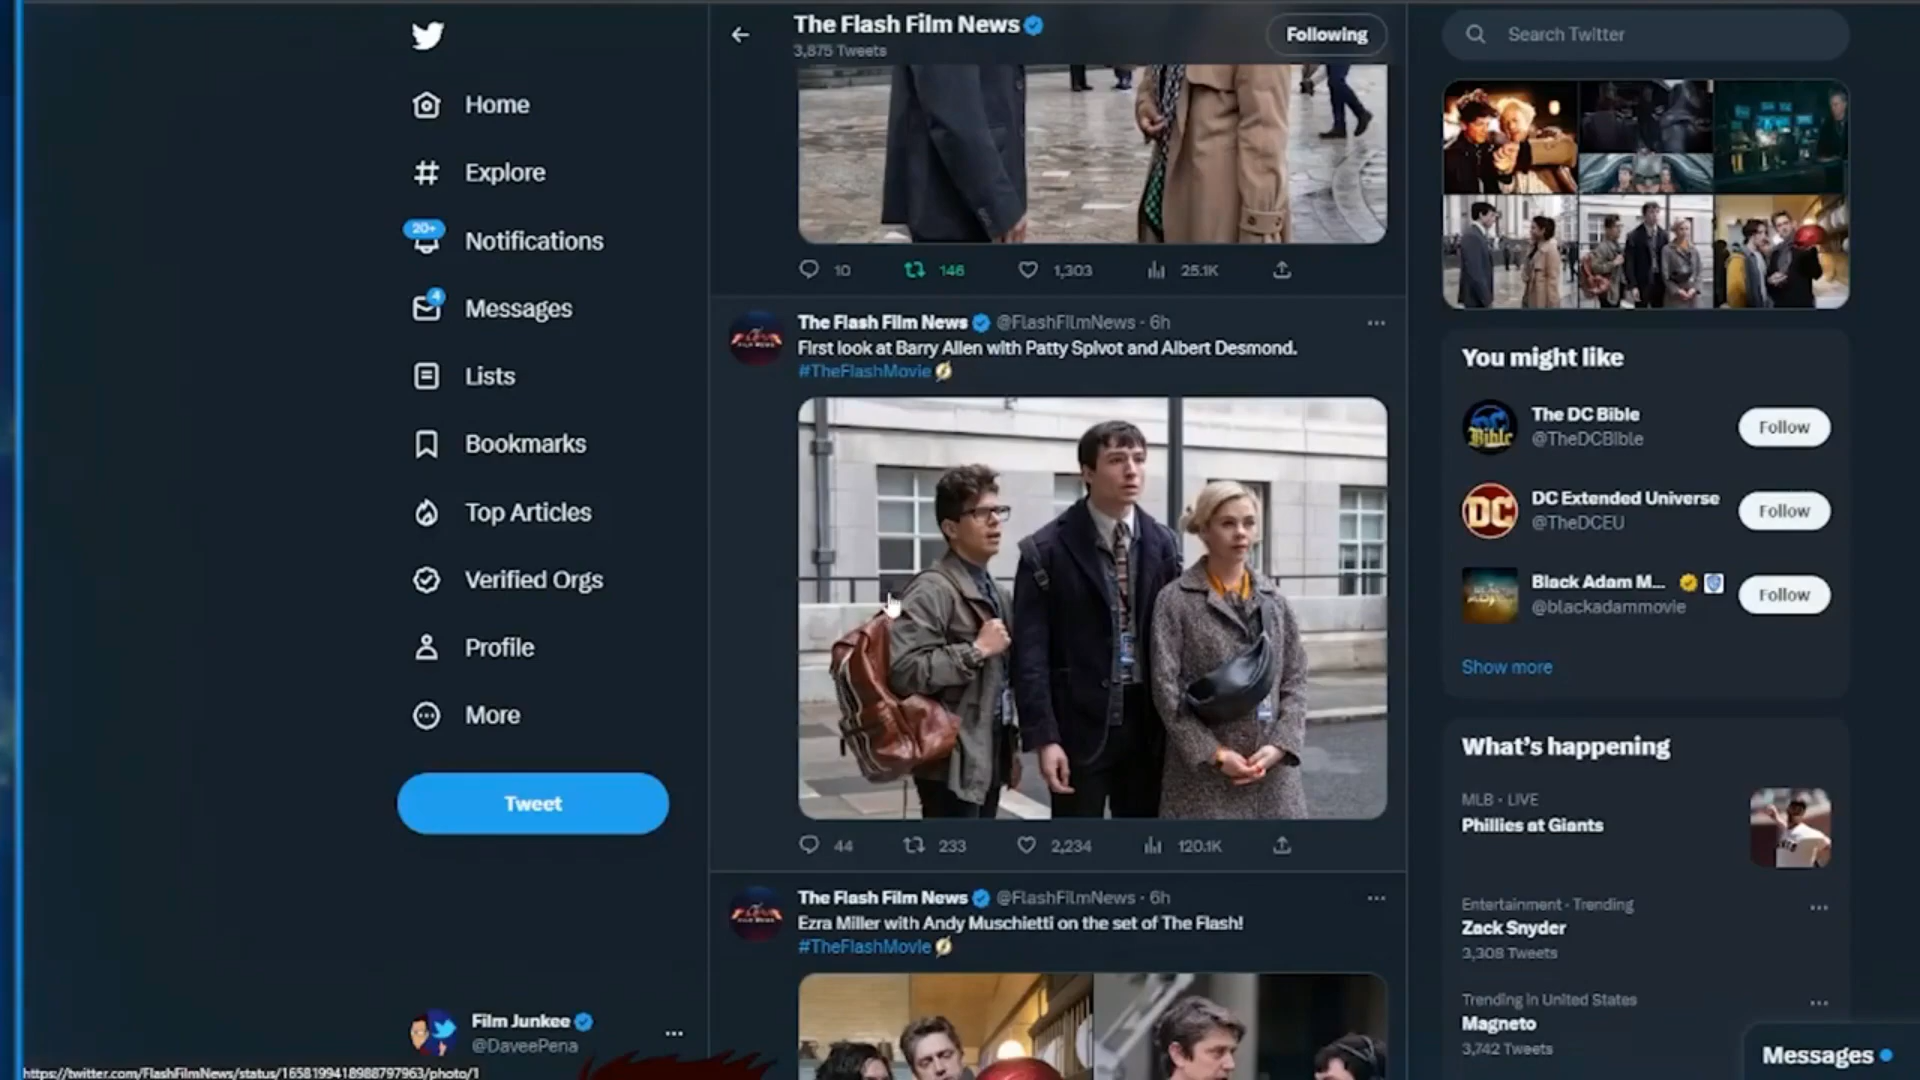 The Flash Film News
3,875 Tweets
Following
Search Twitter
Home
Explore
20+
Notifications
4
Messages
Lists
Bookmarks
Top Articles
Verified Orgs
Profile
More
Tweet
Film Junkee
@DaveePena
10
146
1,303
25.1K
The Flash Film News @FlashFilmNews · 6h
First look at Barry Allen with Patty Spivot and Albert Desmond.
#TheFlashMovie
44
233
2,234
120.1K
The Flash Film News @FlashFilmNews · 6h
Ezra Miller with Andy Muschietti on the set of The Flash!
#TheFlashMovie
You might like
The DC Bible
@TheDCBible
Follow
DC
DC Extended Universe
@TheDCEU
Follow
Black Adam M...
@blackadammovie
Follow
Show more
What's happening
MLB · LIVE
Phillies at Giants
Entertainment · Trending
Zack Snyder
3,308 Tweets
Trending in United States
Magneto
3,742 Tweets
Messages
https://twitter.com/FlashFilmNews/status/1658199418988797963/photo/1